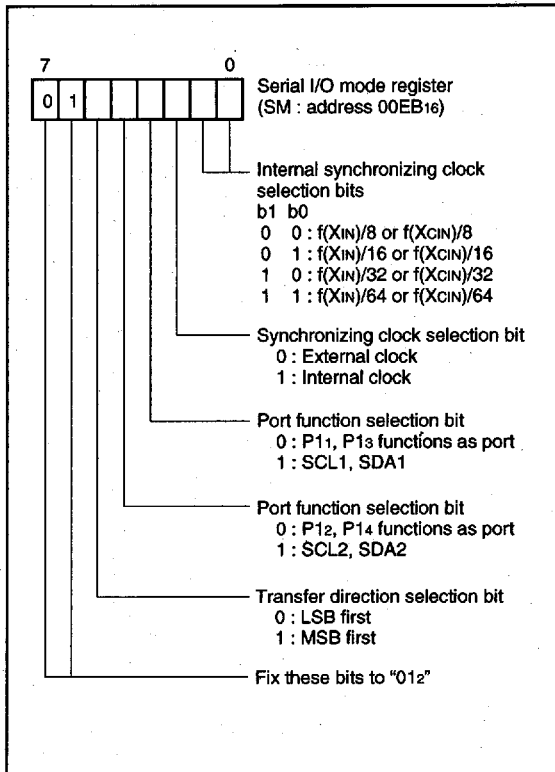 7 0
0 1
Serial I/O mode register
(SM : address 00EB16)
Internal synchronizing clock
selection bits
b1 b0
0 0 : f(XIN)/8 or f(XCIN)/8
0 1 : f(XIN)/16 or f(XCIN)/16
1 0 : f(XIN)/32 or f(XCIN)/32
1 1 : f(XIN)/64 or f(XCIN)/64
Synchronizing clock selection bit
0 : External clock
1 : Internal clock
Port function selection bit
0 : P11, P13 functions as port
1 : SCL1, SDA1
Port function selection bit
0 : P12, P14 functions as port
1 : SCL2, SDA2
Transfer direction selection bit
0 : LSB first
1 : MSB first
Fix these bits to “012”